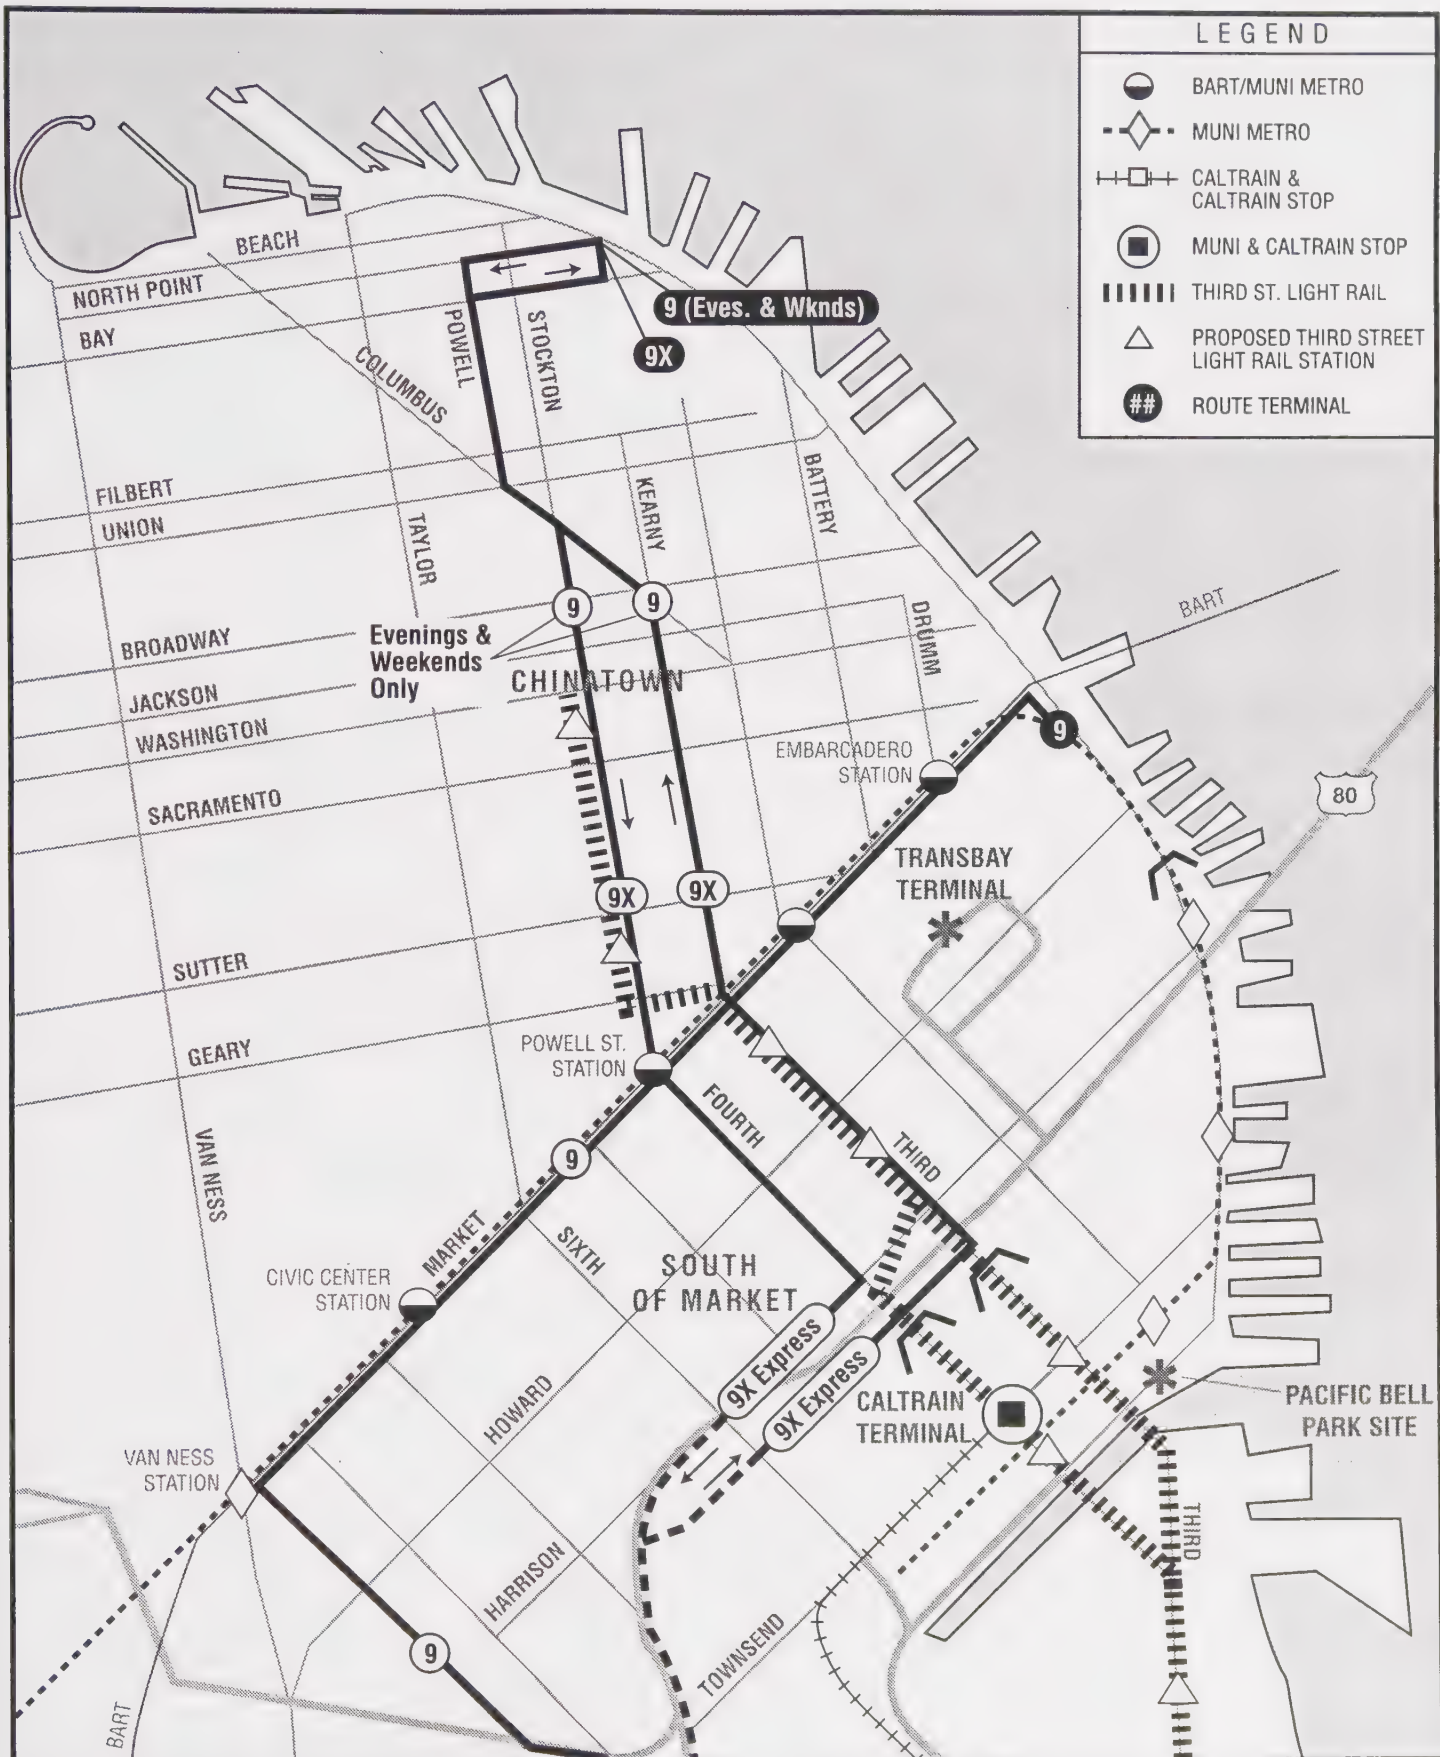 LEGEND
BART/MUNI METRO
MUNI METRO
CALTRAIN &
CALTRAIN STOP
MUNI & CALTRAIN STOP
THIRD ST. LIGHT RAIL
PROPOSED THIRD STREET
LIGHT RAIL STATION
##
ROUTE TERMINAL
BEACH
NORTH POINT
BAY
POWELL
STOCKTON
COLUMBUS
9 (Eves. & Wknds)
9X
FILBERT
UNION
TAYLOR
KEARNY
BATTERY
DRUMM
BART
9
9
Evenings &
Weekends
Only
CHINATOWN
BROADWAY
JACKSON
WASHINGTON
SACRAMENTO
9
EMBARCADERO
STATION
80
TRANSBAY
TERMINAL
9X
9X
SUTTER
GEARY
POWELL ST.
STATION
FOURTH
THIRD
VAN NESS
9
MARKET
SIXTH
SOUTH
OF MARKET
CIVIC CENTER
STATION
9X Express
9X Express
HOWARD
CALTRAIN
TERMINAL
PACIFIC BELL
PARK SITE
VAN NESS
STATION
THIRD
HARRISON
TOWNSEND
9
BART